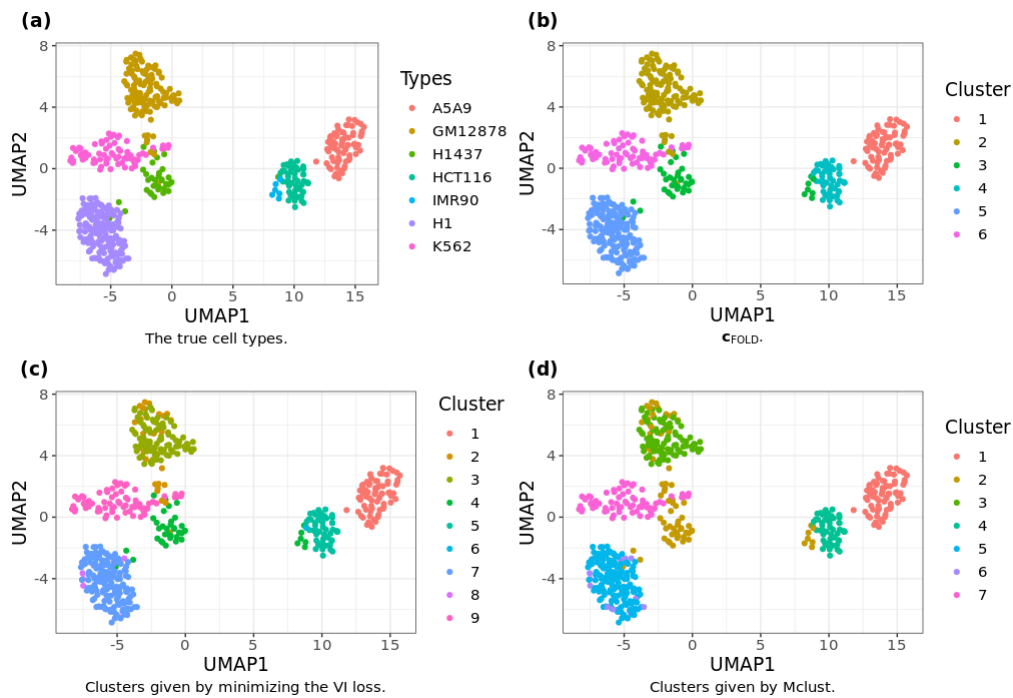 (a)
8
4
0
-4
UMAP2
-5
0
5
10
15
UMAP1
The true cell types.
Types
A5A9
GM12878
H1437
HCT116
IMR90
H1
K562
(b)
8
4
0
-4
UMAP2
-5
0
5
10
15
UMAP1
cFOLD.
Cluster
1
2
3
4
5
6
(c)
8
4
0
-4
UMAP2
-5
0
5
10
15
UMAP1
Clusters given by minimizing the VI loss.
Cluster
1
2
3
4
5
6
7
8
9
(d)
8
4
0
-4
UMAP2
-5
0
5
10
15
UMAP1
Clusters given by Mclust.
Cluster
1
2
3
4
5
6
7